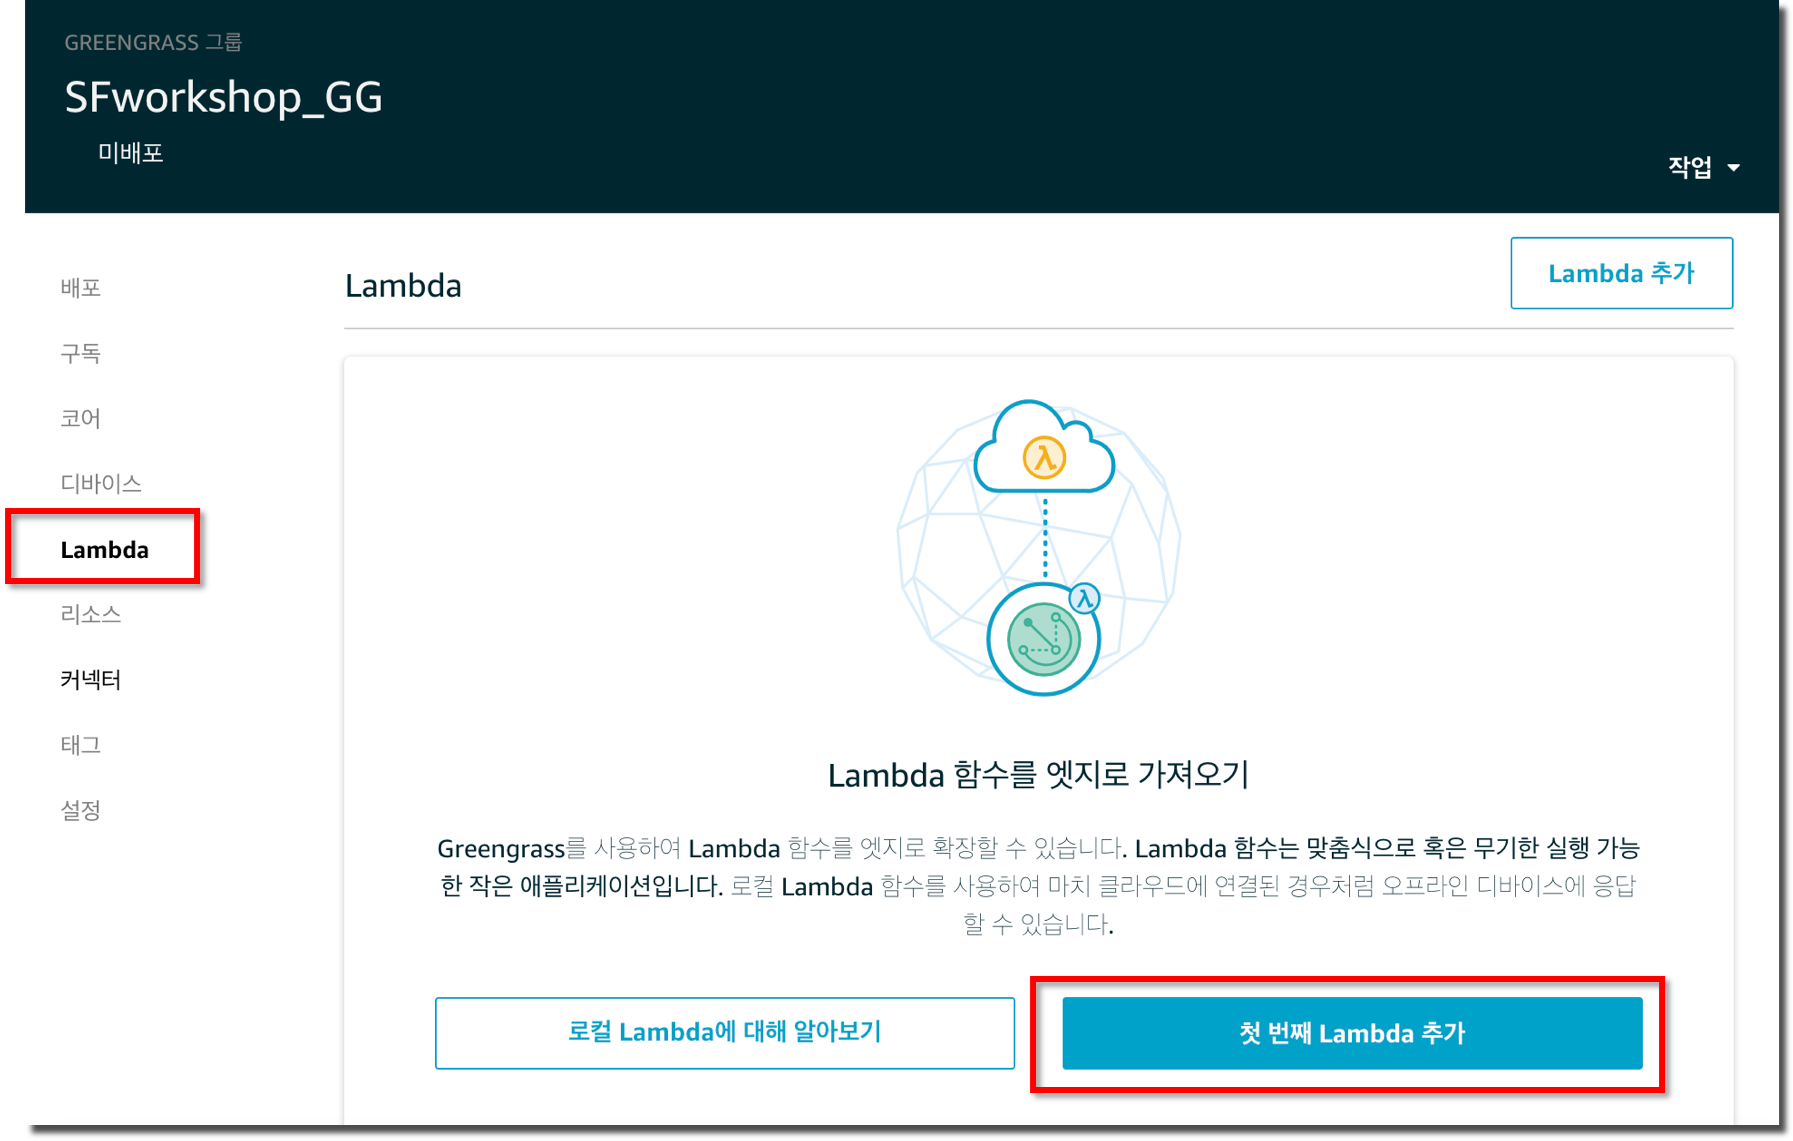 GREENGRASS 그룹
SFworkshop_GG
미배포
작업
배포
구독
코어
디바이스
Lambda
리소스
커넥터
태그
설정
Lambda
Lambda 추가
λ
λ
Lambda 함수를 엣지로 가져오기
Greengrass를 사용하여 Lambda 함수를 엣지로 확장할 수 있습니다. Lambda 함수는 맞춤식으로 혹은 무기한 실행 가능
한 작은 애플리케이션입니다. 로컬 Lambda 함수를 사용하여 마치 클라우드에 연결된 경우처럼 오프라인 디바이스에 응답
할 수 있습니다.
로컬 Lambda에 대해 알아보기
첫 번째 Lambda 추가